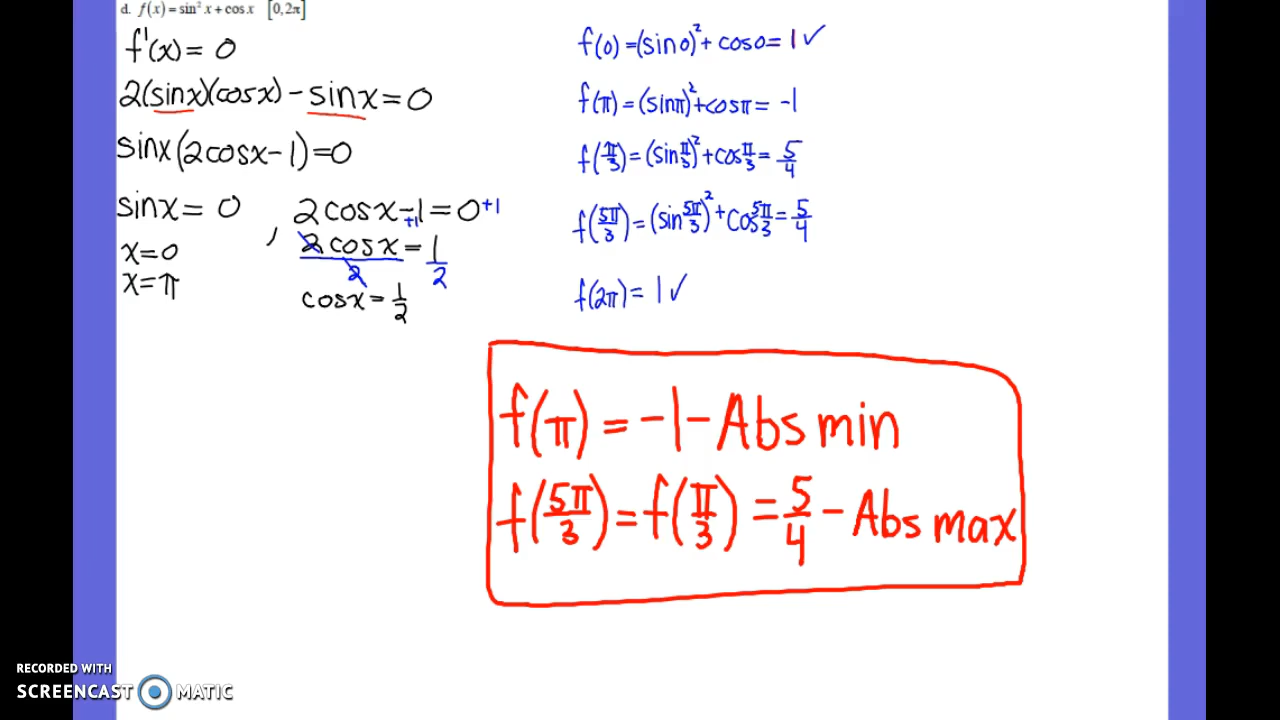 d. f(x) = sin² x + cos x [0, 2π]
f'(x) = 0
2(sinx)(cosx) - sinx = 0
sinx(2cosx - 1) = 0
sinx = 0 , 2cosx - 1 = 0 +1
+1
x = 0
x = π
2cosx = 1
2 2
cosx = 1/2
f(0) = (sin0)² + cos0 = 1 ✓
f(π) = (sinπ)² + cosπ = -1
f(π/3) = (sin π/3)² + cos π/3 = 5/4
f(5π/3) = (sin 5π/3)² + cos 5π/3 = 5/4
f(2π) = 1 ✓
f(π) = -1 - Abs min
f(5π/3) = f(π/3) = 5/4 - Abs max
RECORDED WITH
SCREENCAST MATIC